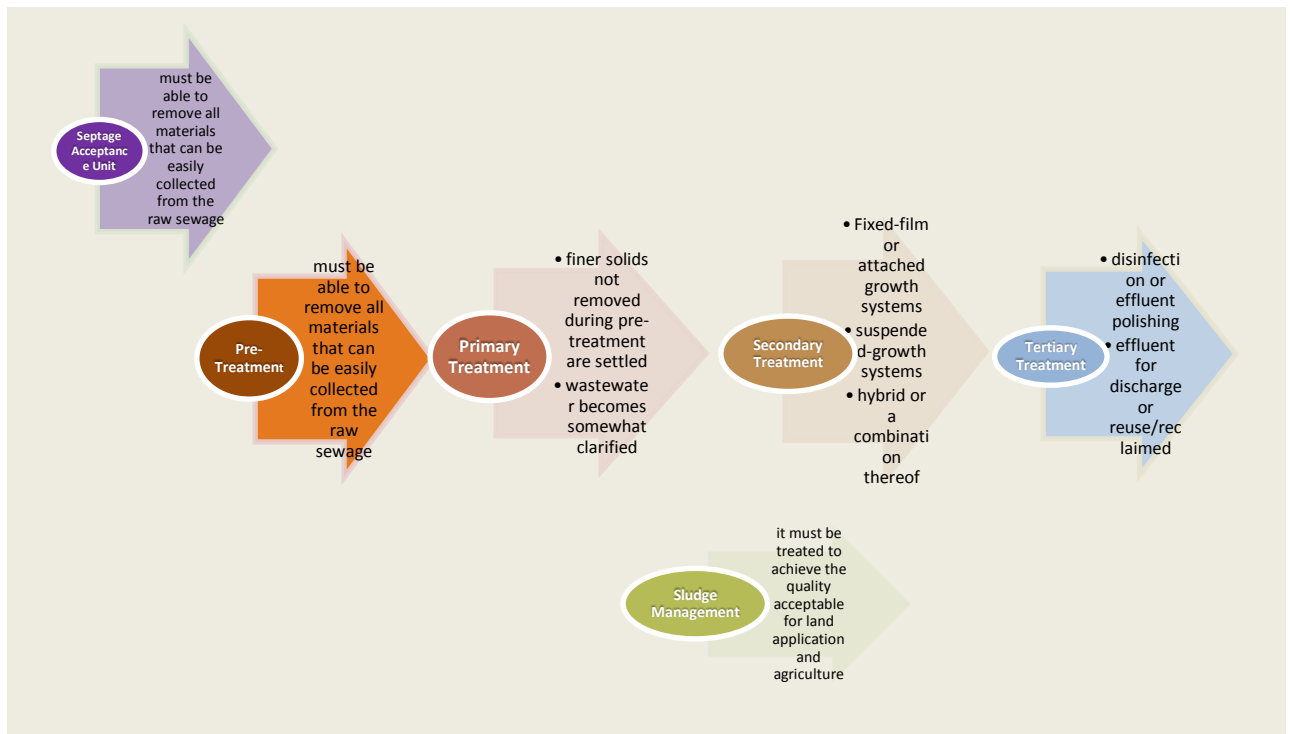 Septage
Acceptanc
e Unit
must be
able to
remove all
materials
that can be
easily
collected
from the
raw sewage
Pre-
Treatment
must be
able to
remove all
materials
that can
be easily
collected
from the
raw
sewage
Primary
Treatment
• finer solids
not
removed
during pre-
treatment
are settled
• wastewate
r becomes
somewhat
clarified
Secondary
Treatment
• Fixed-film
or
attached
growth
systems
• suspende
d-growth
systems
• hybrid or
a
combinati
on
thereof
Tertiary
Treatment
• disinfecti
on or
effluent
polishing
• effluent
for
discharge
or
reuse/rec
laimed
Sludge
Management
it must be
treated to
achieve the
quality
acceptable
for land
application
and
agriculture